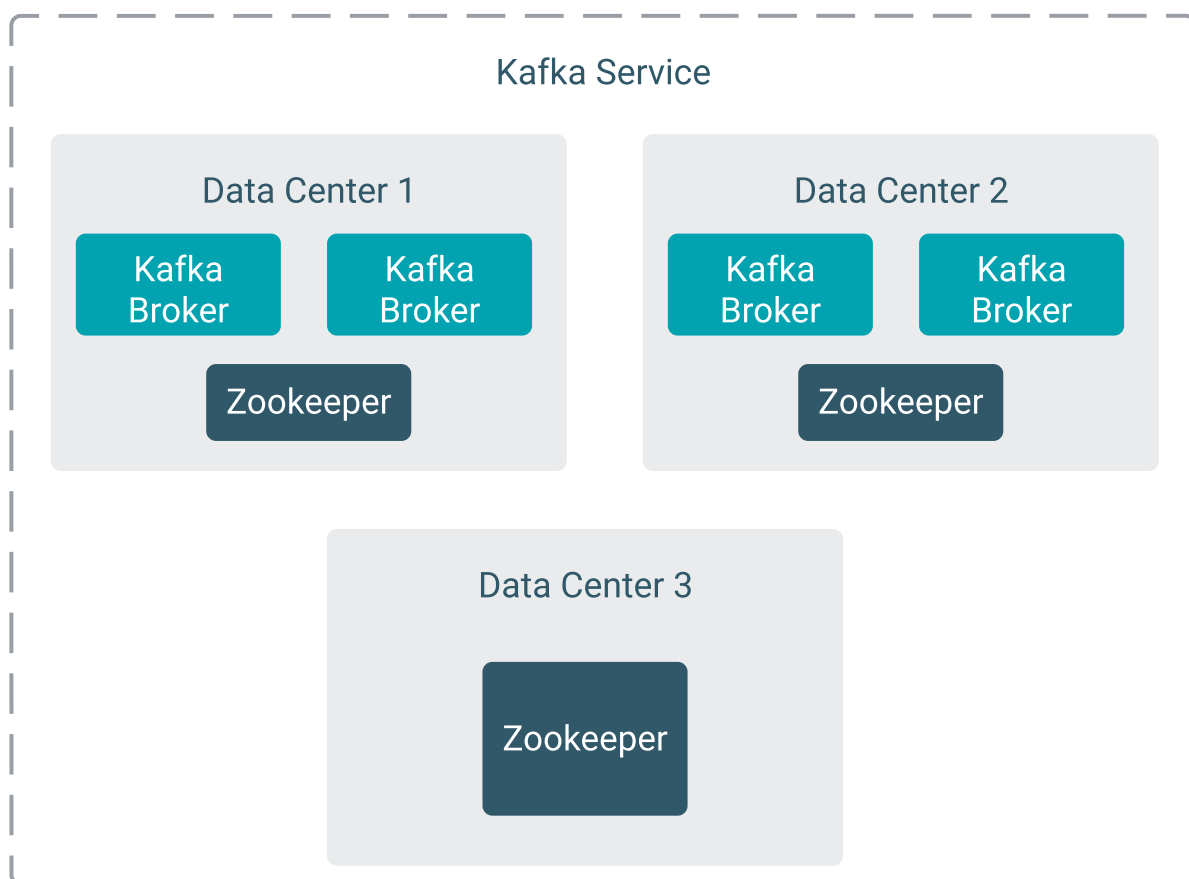 Kafka Service
Data Center 1
Kafka
Broker
Kafka
Broker
Zookeeper
Data Center 2
Kafka
Broker
Kafka
Broker
Zookeeper
Data Center 3
Zookeeper